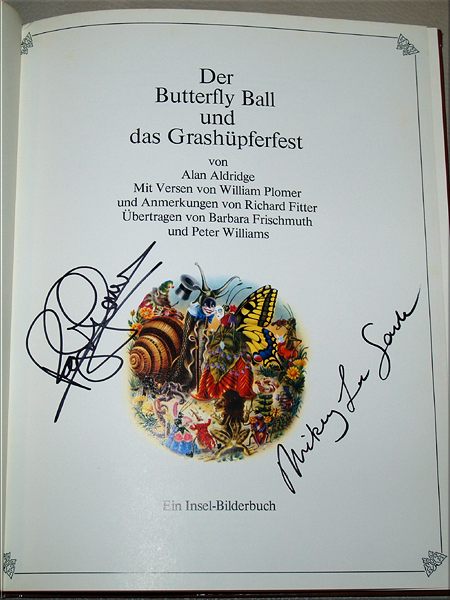 Der
Butterfly Ball
und
das Grashüpferfest
von
Alan Aldridge
Mit Versen von William Plomer
und Anmerkungen von Richard Fitter
Übertragen von Barbara Frischmuth
und Peter Williams
Mickey Lee Soule
Ein Insel-Bilderbuch